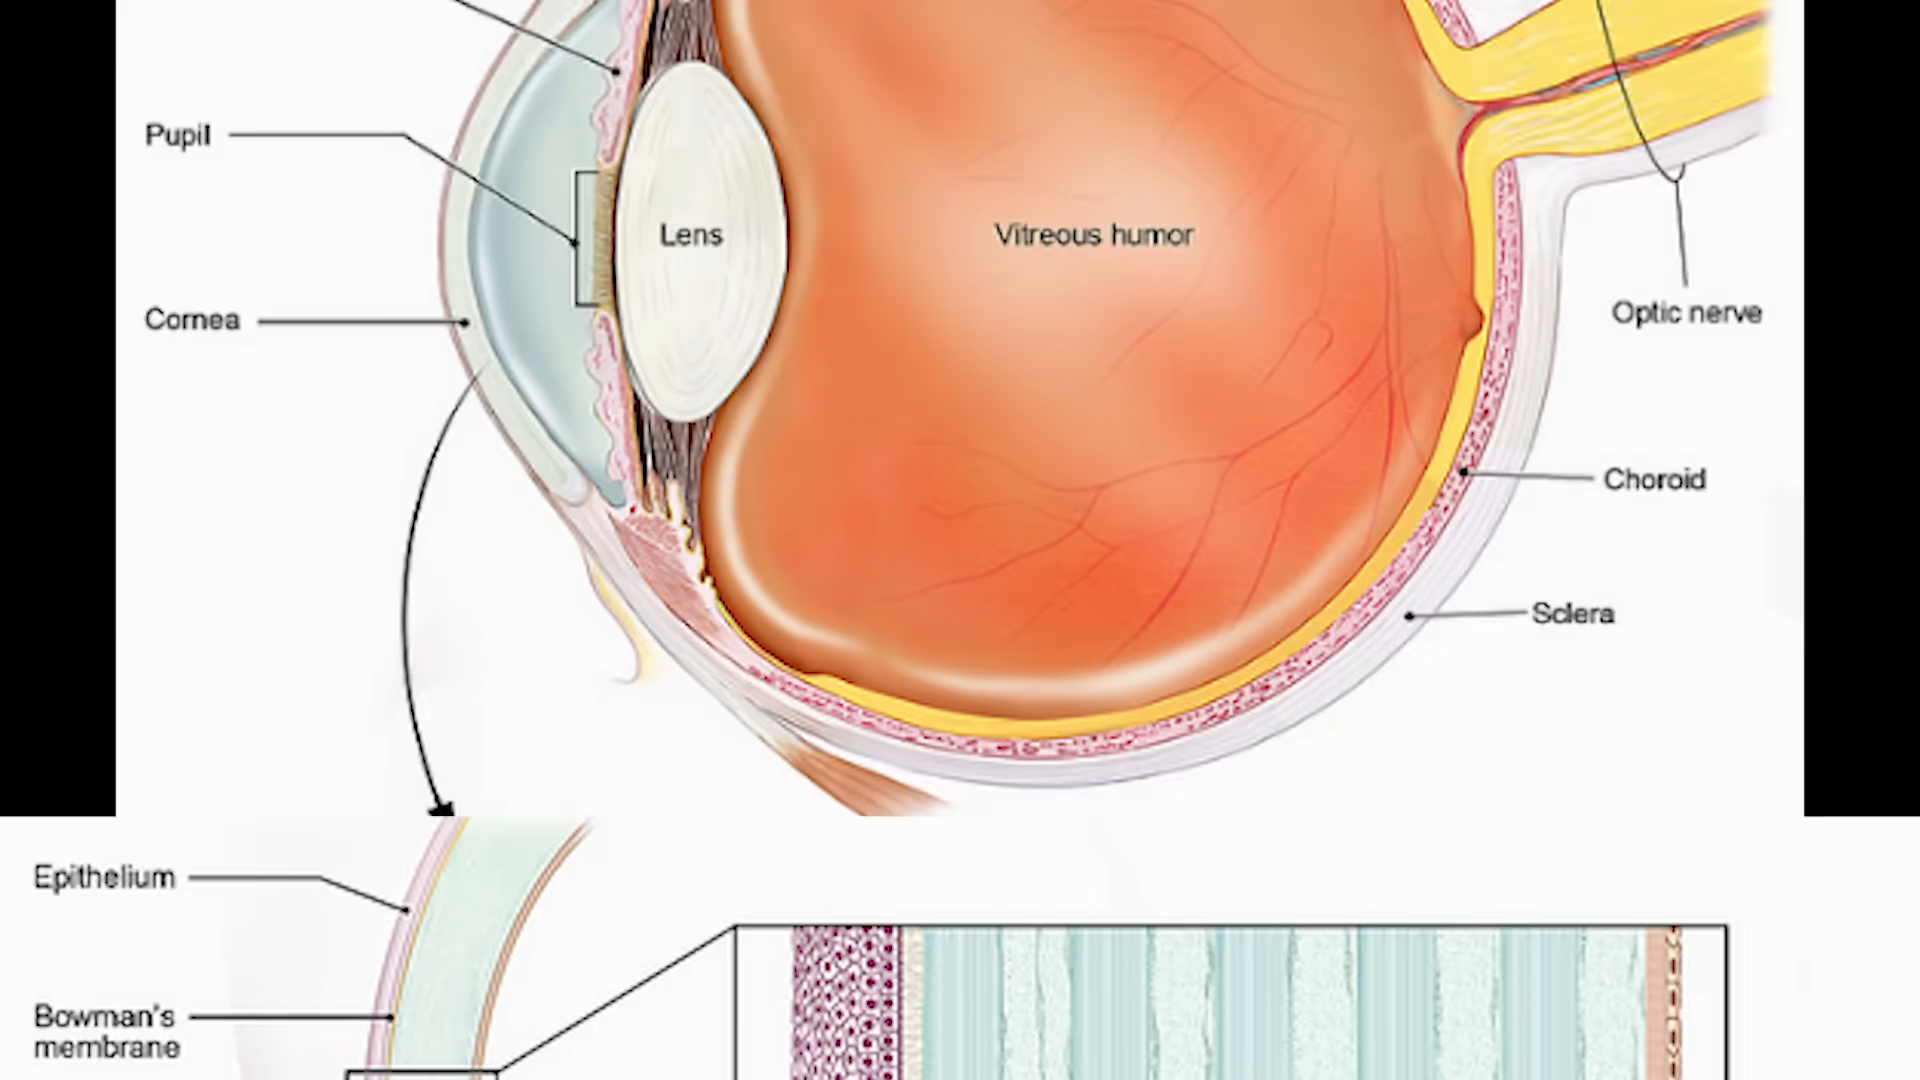 Pupil
Lens
Vitreous humor
Cornea
Optic nerve
Choroid
Sclera
Epithelium
Bowman's
membrane